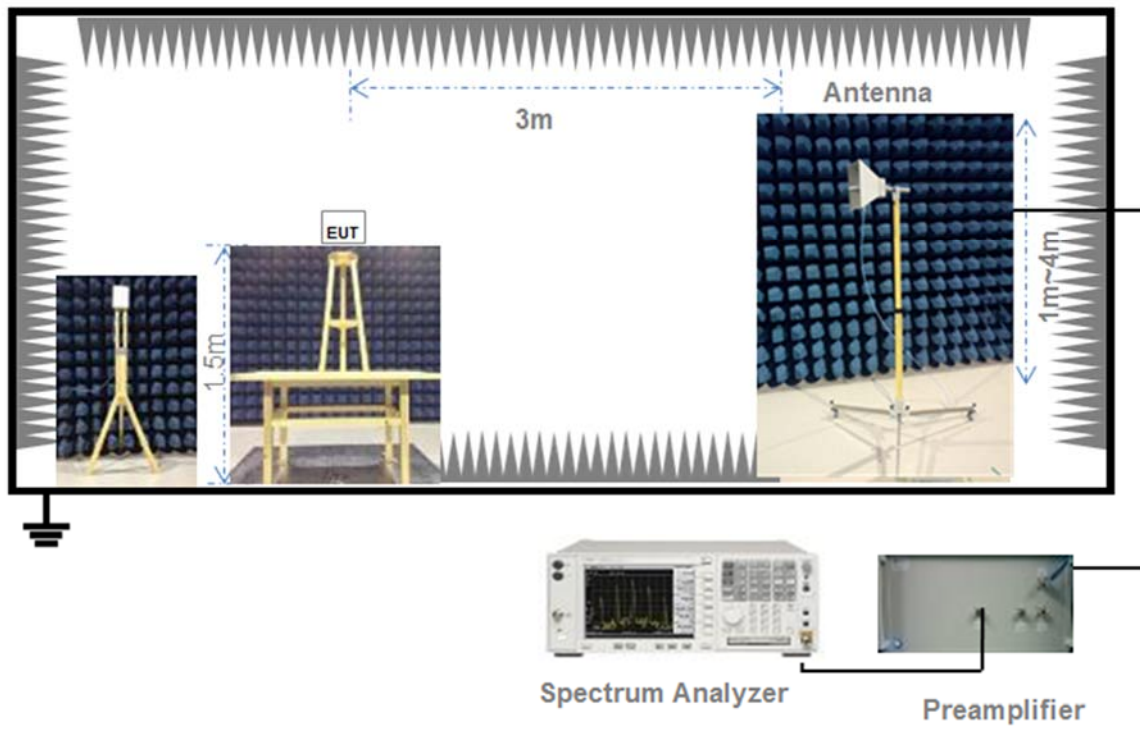 Antenna
3m
EUT
1.5m
1m~4m
Spectrum Analyzer
Preamplifier